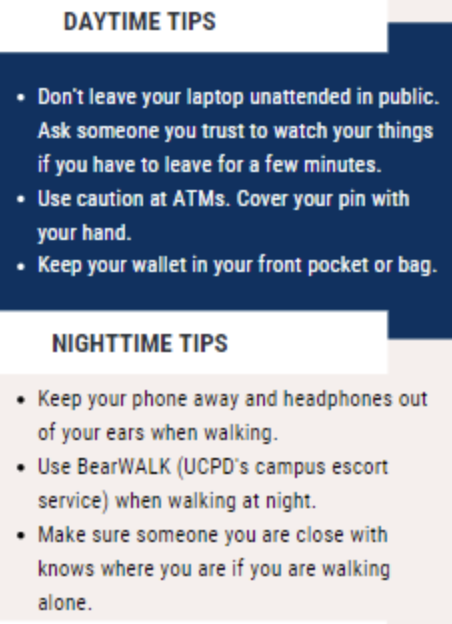 DAYTIME TIPS
• Don't leave your laptop unattended in public.
Ask someone you trust to watch your things
if you have to leave for a few minutes.
• Use caution at ATMs. Cover your pin with
your hand.
• Keep your wallet in your front pocket or bag.
NIGHTTIME TIPS
• Keep your phone away and headphones out
of your ears when walking.
• Use BearWALK (UCPD's campus escort
service) when walking at night.
• Make sure someone you are close with
knows where you are if you are walking
alone.